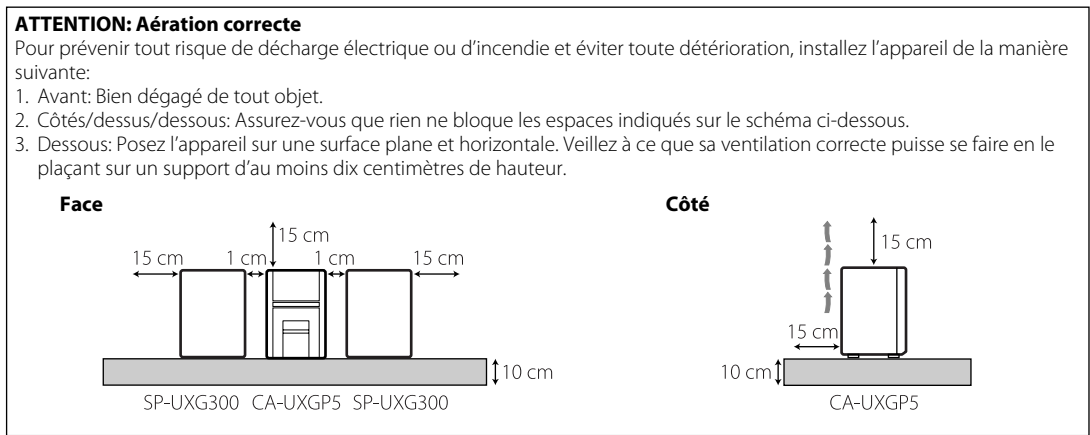 ATTENTION: Aération correcte
Pour prévenir tout risque de décharge électrique ou d’incendie et éviter toute détérioration, installez l’appareil de la manière
suivante:
1. Avant: Bien dégagé de tout objet.
2. Côtés/dessus/dessous: Assurez-vous que rien ne bloque les espaces indiqués sur le schéma ci-dessous.
3. Dessous: Posez l’appareil sur une surface plane et horizontale. Veillez à ce que sa ventilation correcte puisse se faire en le
plaçant sur un support d’au moins dix centimètres de hauteur.
Face
15 cm
15 cm
1 cm
1 cm
15 cm
10 cm
SP-UXG300
CA-UXGP5
SP-UXG300
Côté
15 cm
15 cm
10 cm
CA-UXGP5